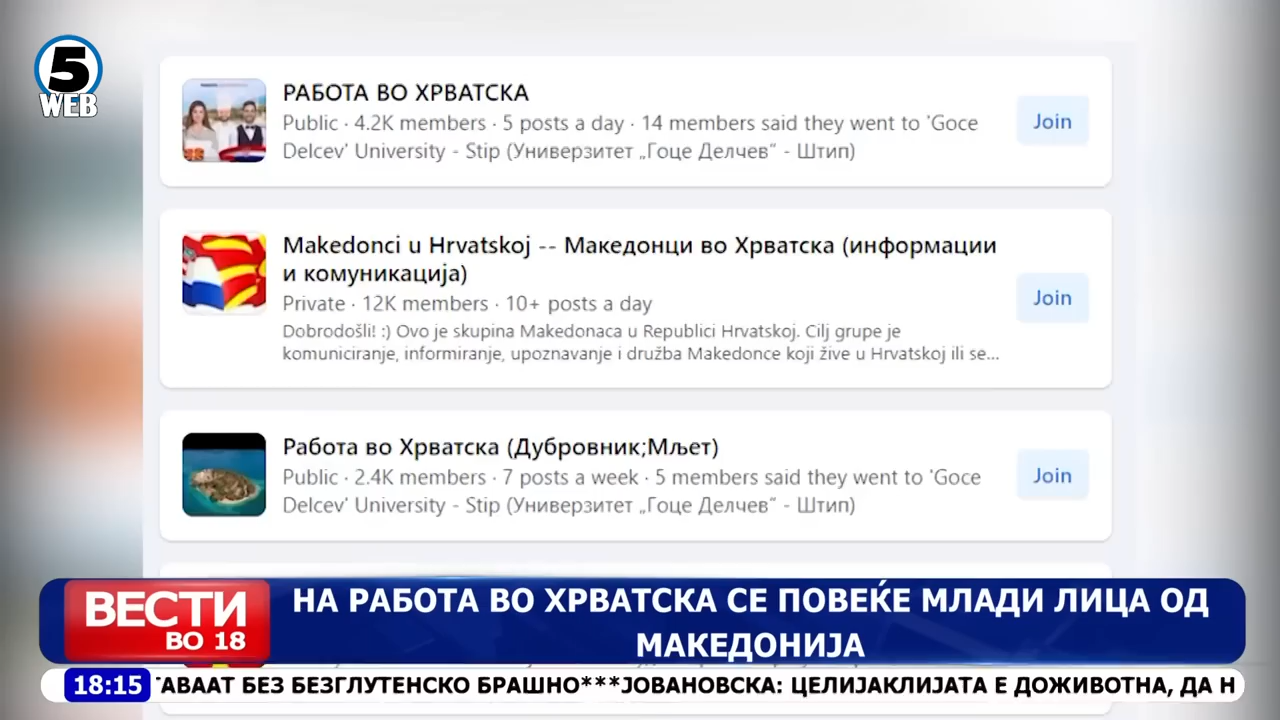 5
WEB
РАБОТА ВО ХРВАТСКА
Public · 4.2K members · 5 posts a day · 14 members said they went to 'Goce
Delcev' University - Stip (Универзитет „Гоце Делчев“ - Штип)
Join
Makedonci u Hrvatskoj -- Македонци во Хрватска (информации
и комуникација)
Private · 12K members · 10+ posts a day
Dobrodošli! :) Ovo je skupina Makedonaca u Republici Hrvatskoj. Cilj grupe je
komuniciranje, informiranje, upoznavanje i družba Makedonce koji žive u Hrvatskoj ili se...
Join
Работа во Хрватска (Дубровник;Мљет)
Public · 2.4K members · 7 posts a week · 5 members said they went to 'Goce
Delcev' University - Stip (Универзитет „Гоце Делчев“ - Штип)
Join
ВЕСТИ
ВО 18
НА РАБОТА ВО ХРВАТСКА СЕ ПОВЕЌЕ МЛАДИ ЛИЦА ОД
МАКЕДОНИЈА
18:15
ТАВААТ БЕЗ БЕЗГЛУТЕНСКО БРАШНО***ЈОВАНОВСКА: ЦЕЛИЈАКЛИЈАТА Е ДОЖИВОТНА, ДА Н